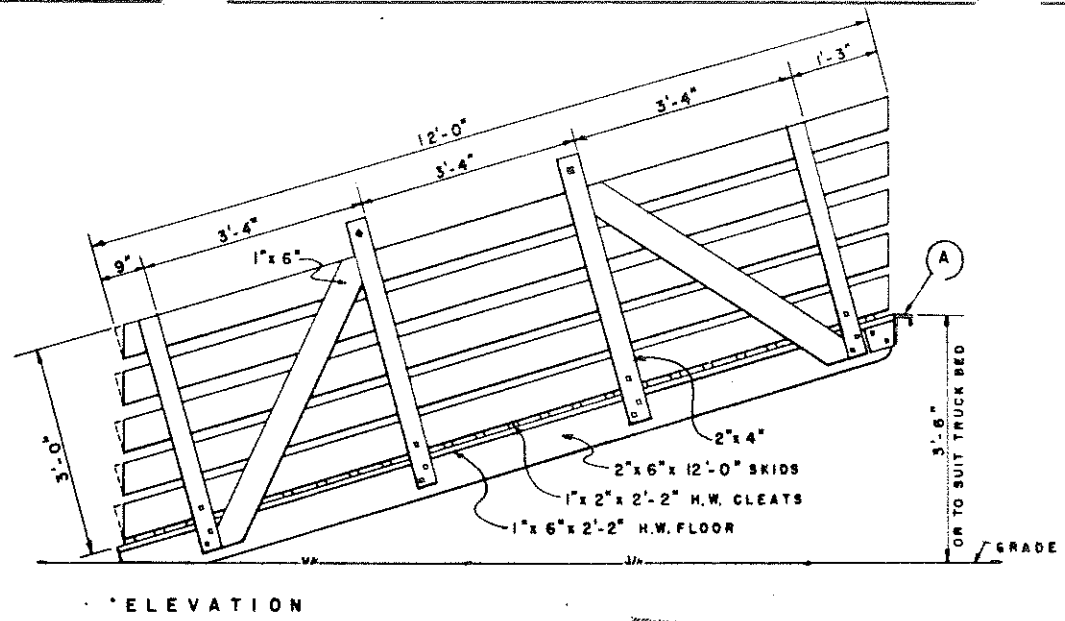 1'-3"
3'-4"
12'-0"
3'-4"
3'-4"
9"
1" x 6"
A
3'-0"
3'-6"
OR TO SUIT TRUCK BED
2" x 4"
2" x 6" x 12'-0" SKIDS
1" x 2" x 2'-2" H.W. CLEATS
1" x 6" x 2'-2" H.W. FLOOR
GRADE
ELEVATION